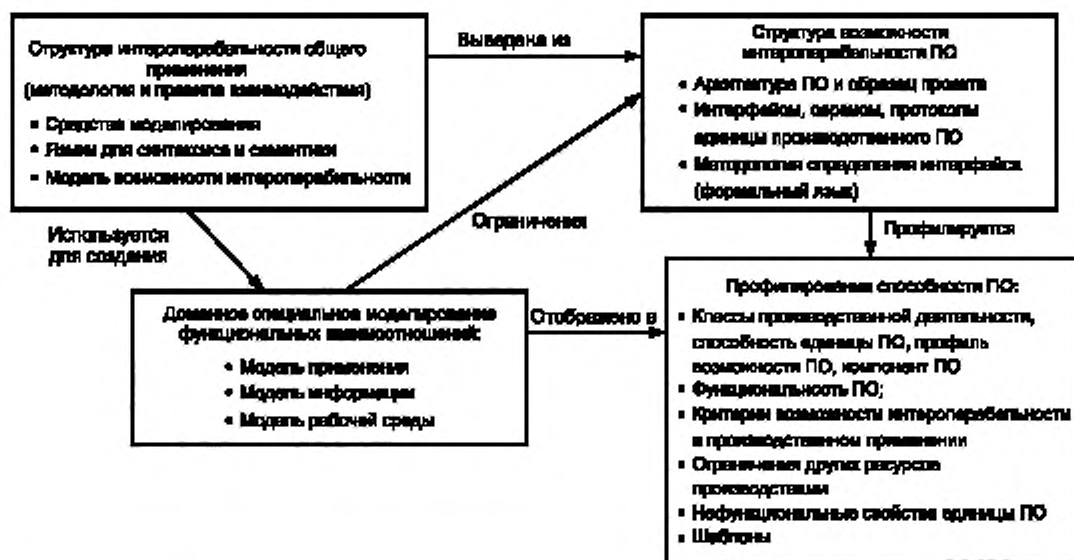 Структура интероперабельности общего
применения
(методология и правила взаимодействия)
• Средства моделирования
• Языки для синтаксиса и семантики
• Модель возможности интероперабельности
Выведена из
Структура возможности
интероперабельности ПО
• Архитектура ПО и образец проекта
• Интерфейсы, сервисы, протоколы
единицы производственного ПО
• Методология определения интерфейса
(формальный язык)
Используется
для создания
Ограничения
Профилируется
Доменное специальное моделирование
функциональных взаимоотношений:
• Модель применения
• Модель информации
• Модель рабочей среды
Отображено в
Профилирование способности ПО:
• Классы производственной деятельности,
способность единицы ПО, профиль
возможности ПО, компонент ПО
• Функциональность ПО;
• Критерии возможности интероперабельности
в производственном применении
• Ограничения других ресурсов
производства
• Нефункциональные свойства единицы ПО
• Шаблоны